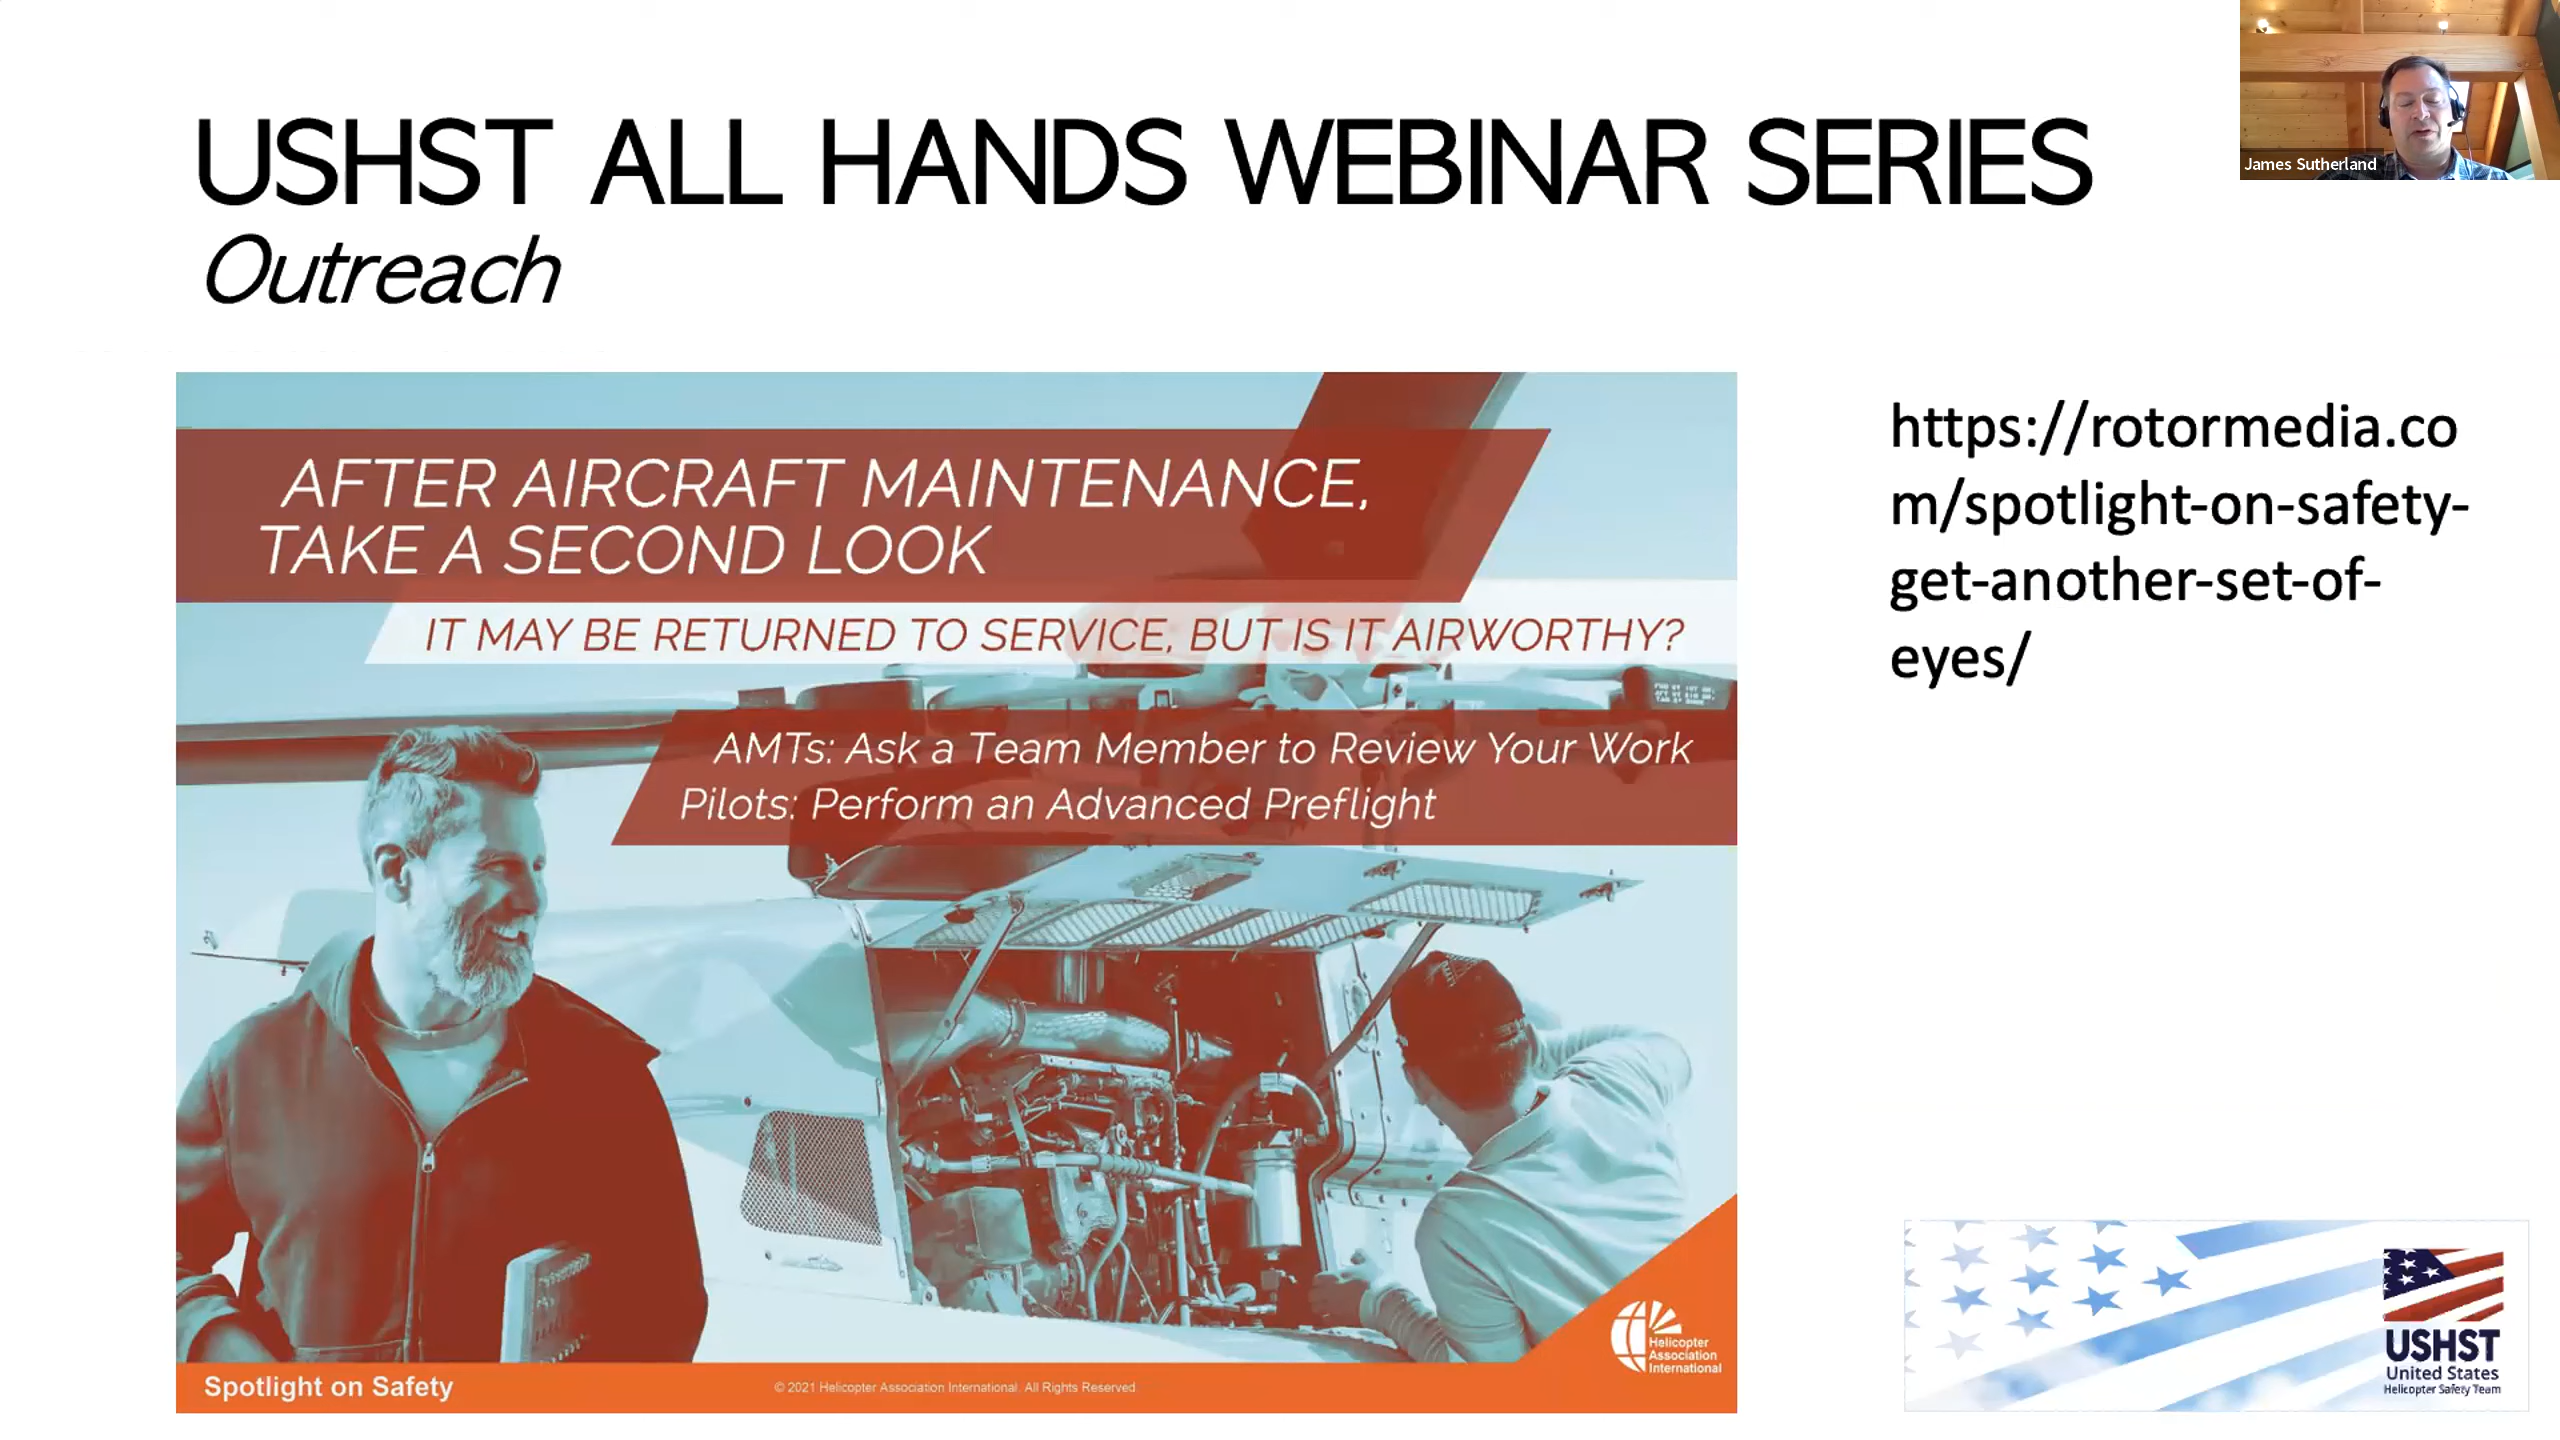 USHST ALL HANDS WEBINAR SERIES
Outreach
James Sutherland
AFTER AIRCRAFT MAINTENANCE,
TAKE A SECOND LOOK
IT MAY BE RETURNED TO SERVICE, BUT IS IT AIRWORTHY?
AMTs: Ask a Team Member to Review Your Work
Pilots: Perform an Advanced Preflight
Spotlight on Safety
© 2021 Helicopter Association International. All Rights Reserved.
Helicopter
Association
International
https://rotormedia.co
m/spotlight-on-safety-
get-another-set-of-
eyes/
USHST
United States
Helicopter Safety Team